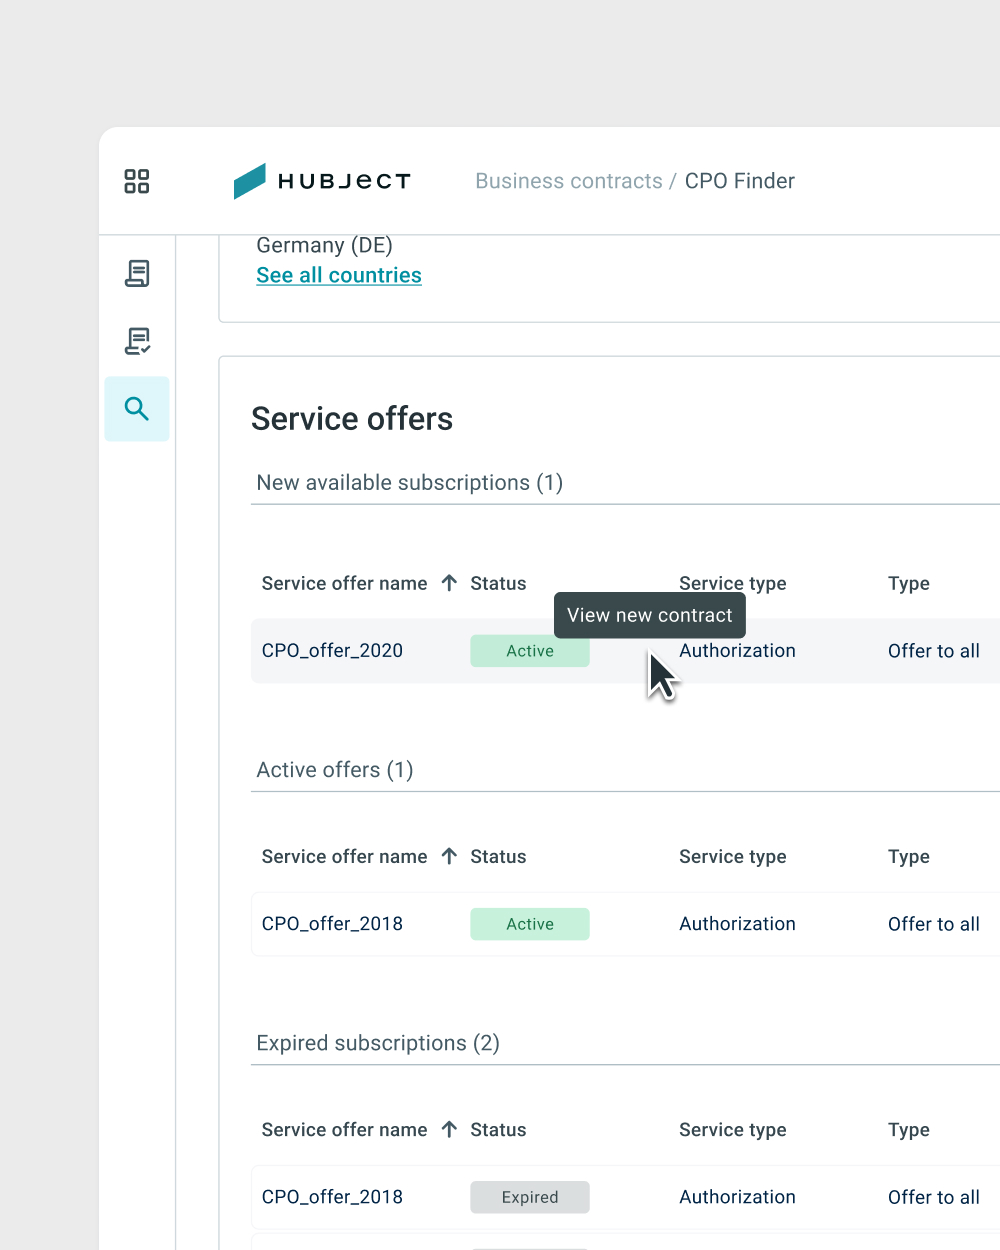 HUBJECT
Business contracts / CPO Finder
Germany (DE)
See all countries
Service offers
New available subscriptions (1)
Service offer name Status Service type Type
View new contract
CPO_offer_2020 Active Authorization Offer to all
Active offers (1)
Service offer name Status Service type Type
CPO_offer_2018 Active Authorization Offer to all
Expired subscriptions (2)
Service offer name Status Service type Type
CPO_offer_2018 Expired Authorization Offer to all